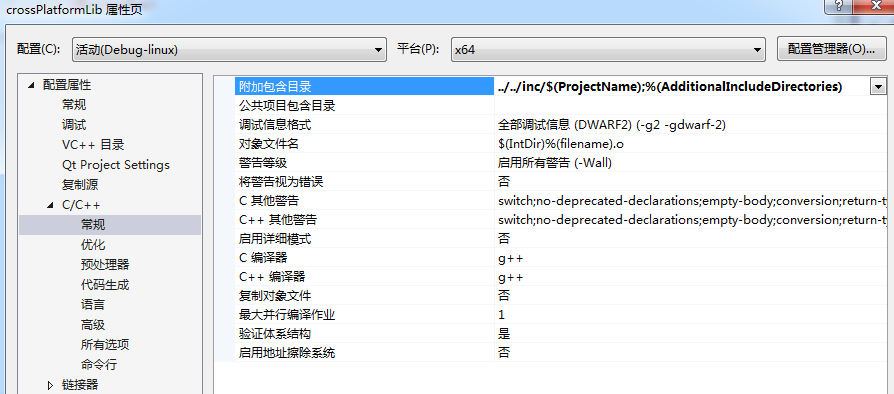 crossPlatformLib 属性页
配置(C): 活动(Debug-linux) 平台(P): x64 配置管理器(O)...
配置属性
常规
调试
VC++ 目录
Qt Project Settings
复制源
C/C++
常规
优化
预处理器
代码生成
语言
高级
所有选项
命令行
链接器
附加包含目录 ../../inc/$(ProjectName);%(AdditionalIncludeDirectories)
公共项目包含目录
调试信息格式 全部调试信息 (DWARF2) (-g2 -gdwarf-2)
对象文件名 $(IntDir)%(filename).o
警告等级 启用所有警告 (-Wall)
将警告视为错误 否
C 其他警告 switch;no-deprecated-declarations;empty-body;conversion;return-ty
C++ 其他警告 switch;no-deprecated-declarations;empty-body;conversion;return-ty
启用详细模式 否
C 编译器 g++
C++ 编译器 g++
复制对象文件 否
最大并行编译作业 1
验证体系结构 是
启用地址擦除系统 否